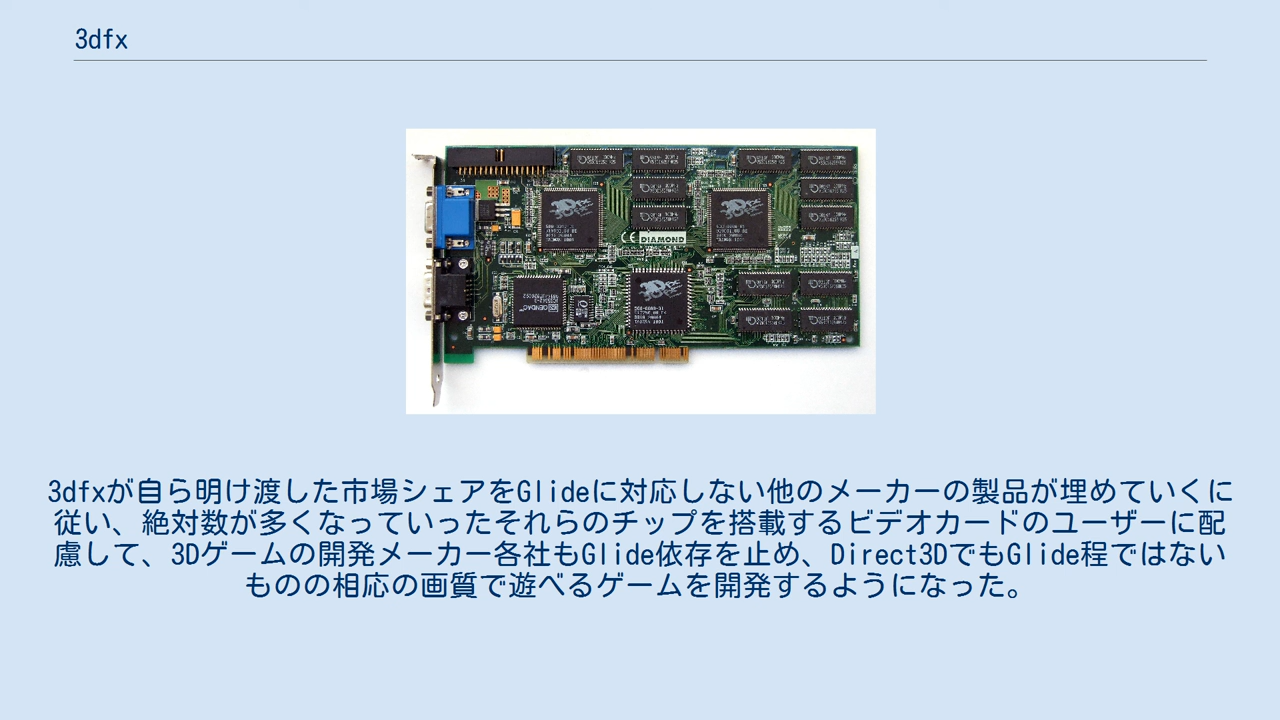 3dfx
DIAMOND
3dfxが自ら明け渡した市場シェアをGlideに対応しない他のメーカーの製品が埋めていくに
従い、絶対数が多くなっていったそれらのチップを搭載するビデオカードのユーザーに配
慮して、3Dゲームの開発メーカー各社もGlide依存を止め、Direct3DでもGlide程ではない
ものの相応の画質で遊べるゲームを開発するようになった。